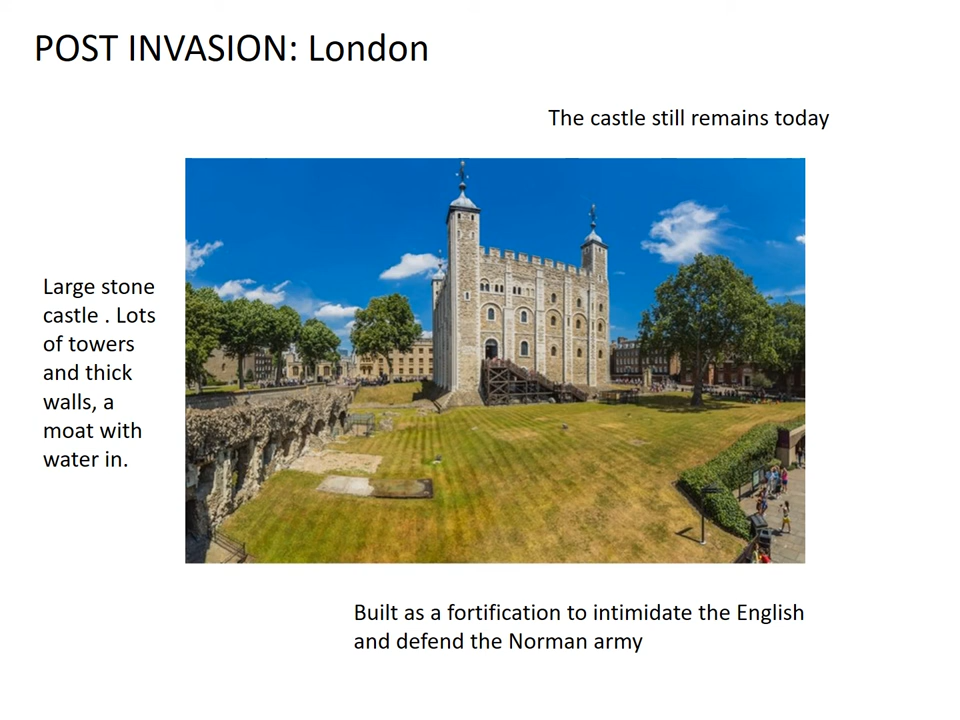 POST INVASION: London
The castle still remains today
Large stone
castle . Lots
of towers
and thick
walls, a
moat with
water in.
Built as a fortification to intimidate the English
and defend the Norman army